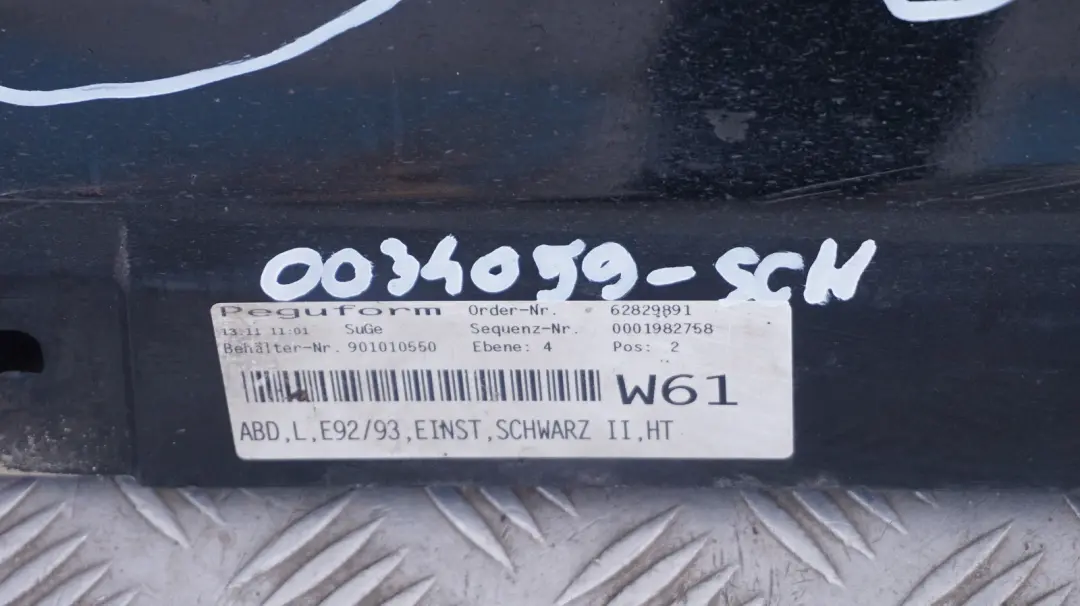 0034059-SCH
Peguform Order-Nr. 62829891
13.11 11:01 SuGe Sequenz-Nr. 0001982758
Behälter-Nr. 901010550 Ebene: 4 Pos: 2
W61
ABD,L,E92/93,EINST,SCHWARZ II,HT